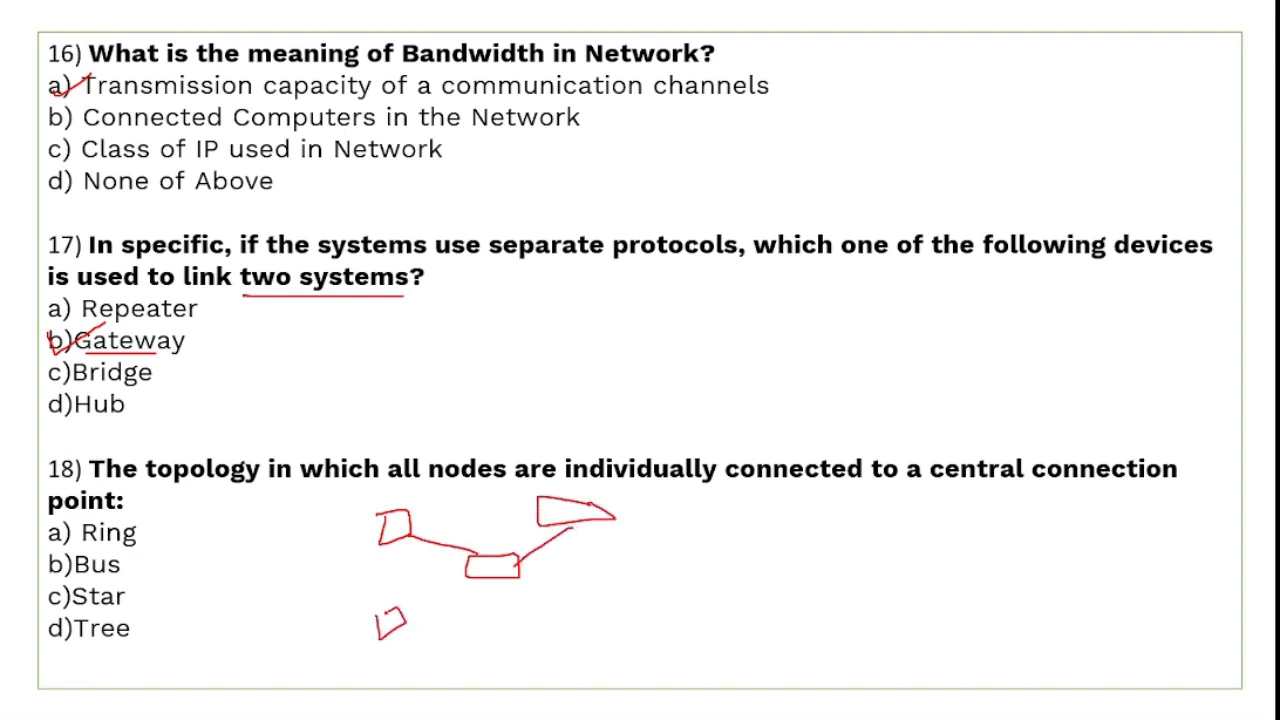 16) What is the meaning of Bandwidth in Network?
a) Transmission capacity of a communication channels
b) Connected Computers in the Network
c) Class of IP used in Network
d) None of Above
17) In specific, if the systems use separate protocols, which one of the following devices
is used to link two systems?
a) Repeater
b)Gateway
c)Bridge
d)Hub
18) The topology in which all nodes are individually connected to a central connection
point:
a) Ring
b)Bus
c)Star
d)Tree